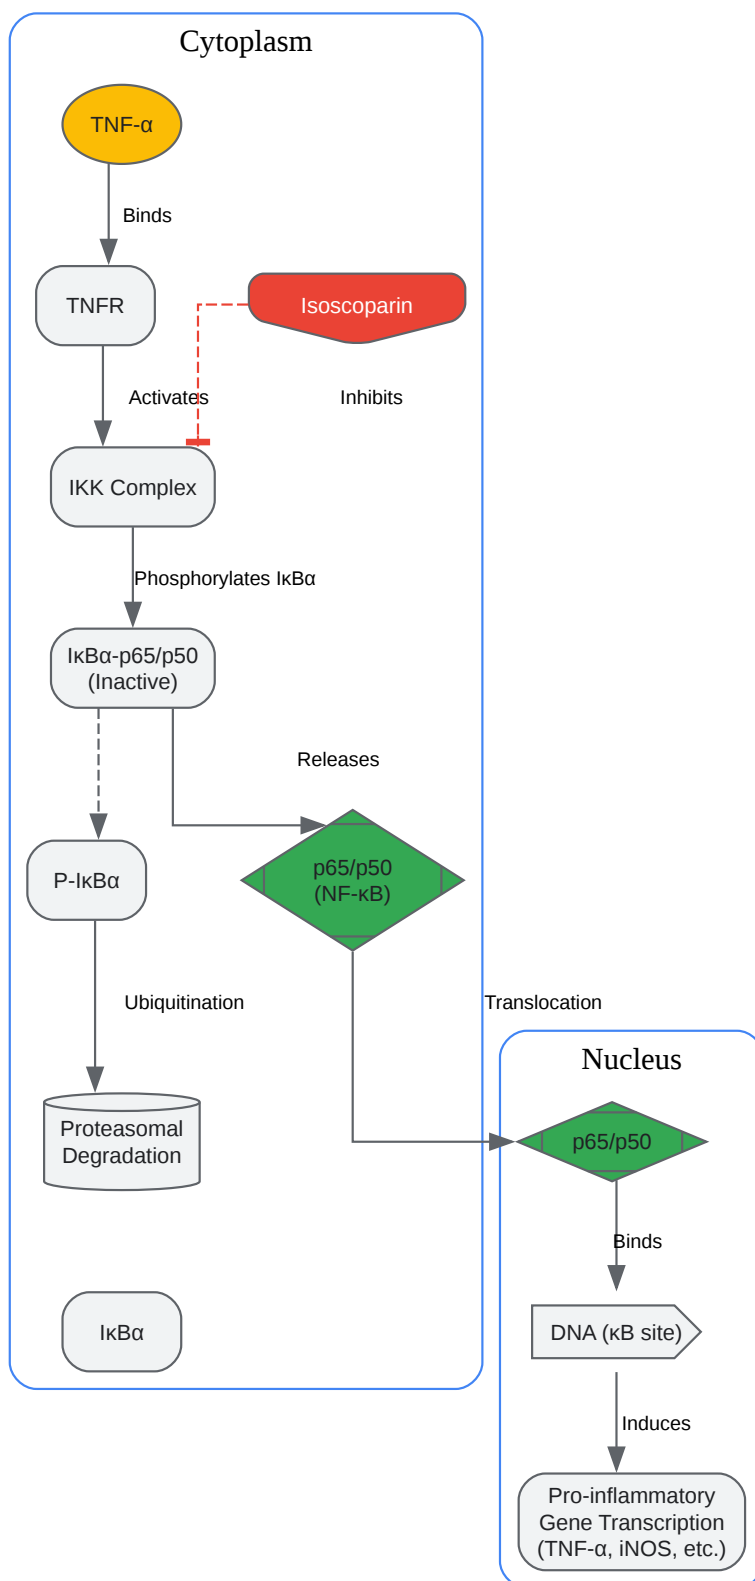 Cytoplasm
TNF-α
Binds
TNFR
Isoscoparin
Activates
Inhibits
IKK Complex
Phosphorylates IκBα
IκBα-p65/p50
(Inactive)
Releases
p65/p50
(NF-κB)
P-IκBα
Ubiquitination
Translocation
Nucleus
Proteasomal
Degradation
p65/p50
Binds
IκBα
DNA (κB site)
Induces
Pro-inflammatory
Gene Transcription
(TNF-α, iNOS, etc.)